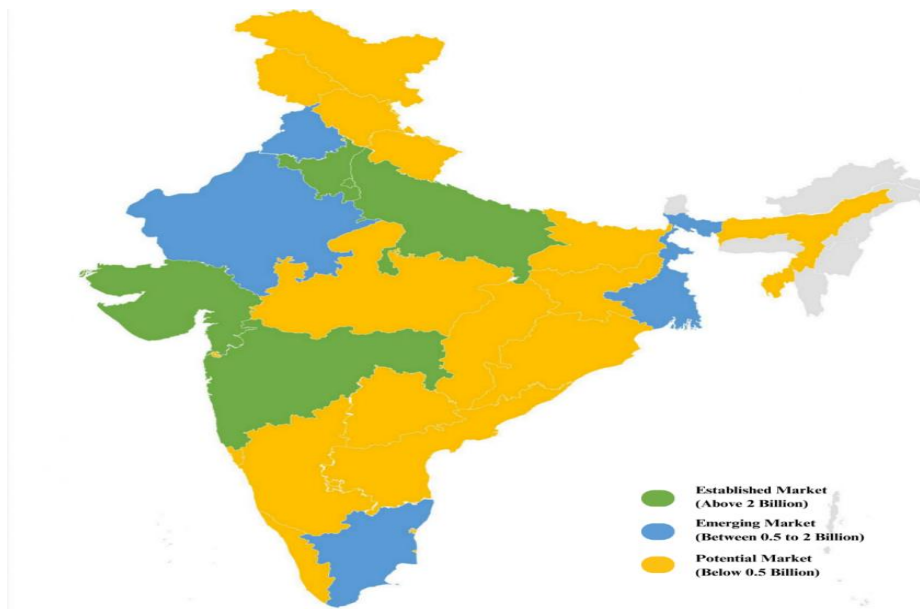 Established Market
(Above 2 Billion)
Emerging Market
(Between 0.5 to 2 Billion)
Potential Market
(Below 0.5 Billion)